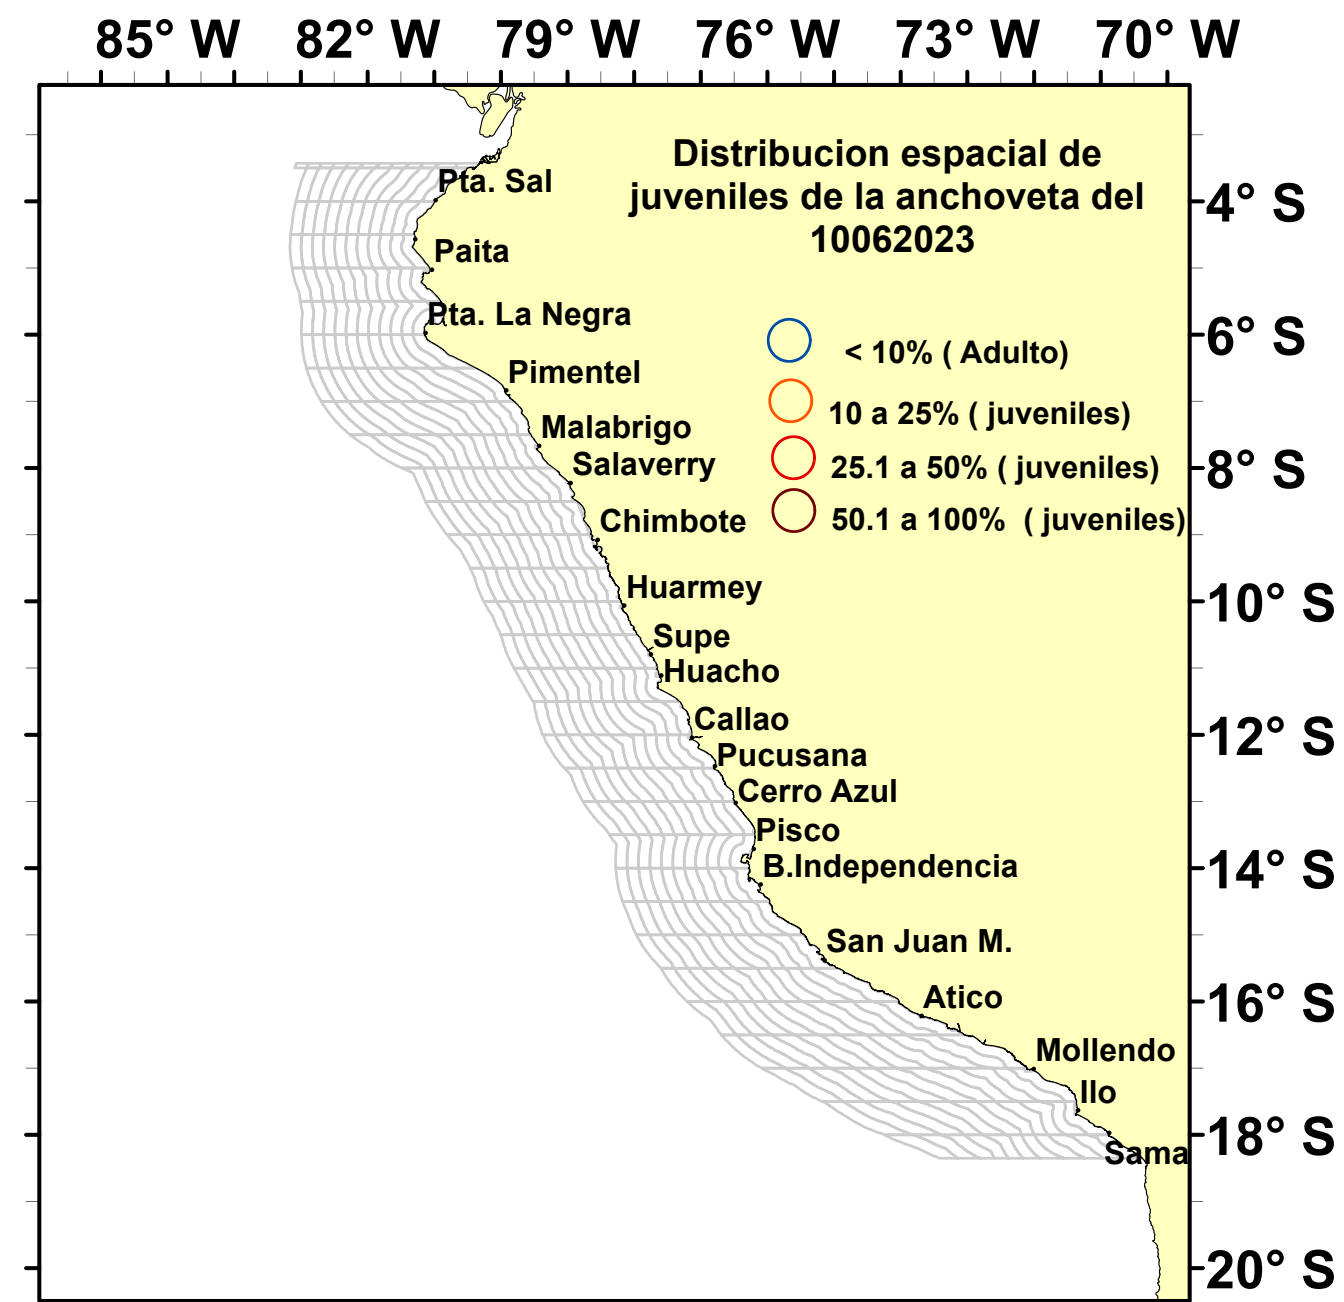 85° W 82° W 79° W 76° W 73° W 70° W
Distribucion espacial de
juveniles de la anchoveta del
10062023
Pta. Sal
4° S
Paita
Pta. La Negra
6° S
< 10% ( Adulto)
Pimentel
10 a 25% ( juveniles)
Malabrigo
Salaverry
25.1 a 50% ( juveniles)
8° S
Chimbote
50.1 a 100%  ( juveniles)
Huarmey
10° S
Supe
Huacho
Callao
12° S
Pucusana
Cerro Azul
Pisco
B.Independencia
14° S
San Juan M.
Atico
16° S
Mollendo
Ilo
18° S
Sama
20° S